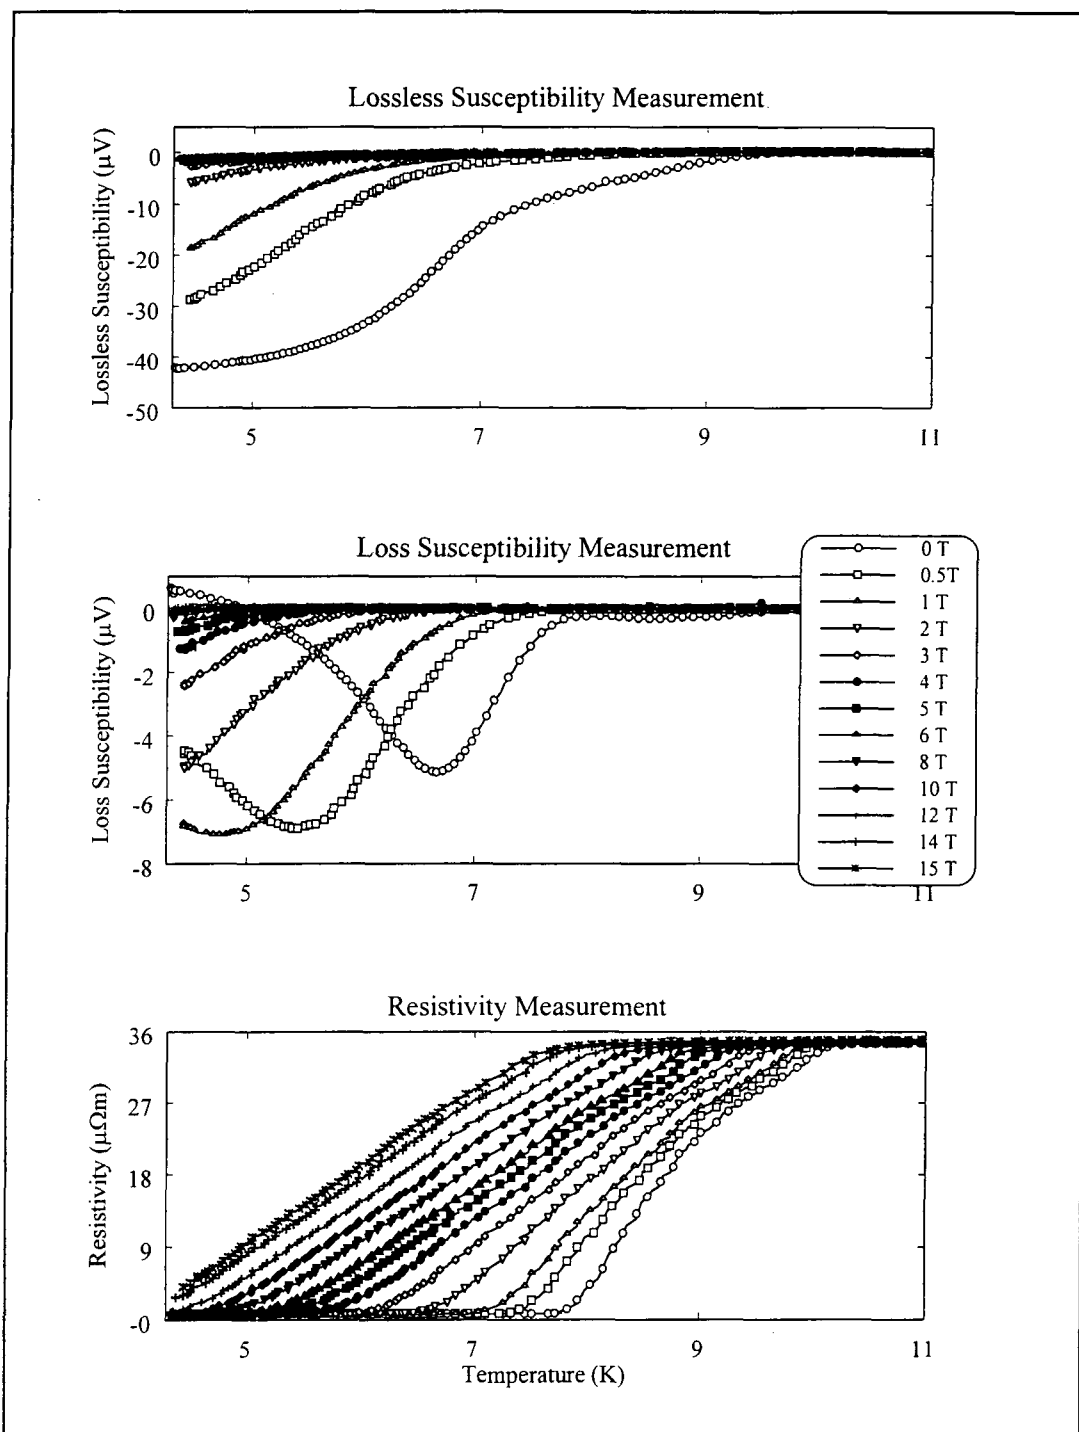 Lossless Susceptibility Measurement
Lossless Susceptibility (µV)
0
-10
-20
-30
-40
-50
5 7 9 11
Loss Susceptibility Measurement
Loss Susceptibility (µV)
0
-2
-4
-6
-8
5 7 9 11
0 T
0.5T
1 T
2 T
3 T
4 T
5 T
6 T
8 T
10 T
12 T
14 T
15 T
Resistivity Measurement
Resistivity (µΩm)
36
27
18
9
-0
5 7 9 11
Temperature (K)